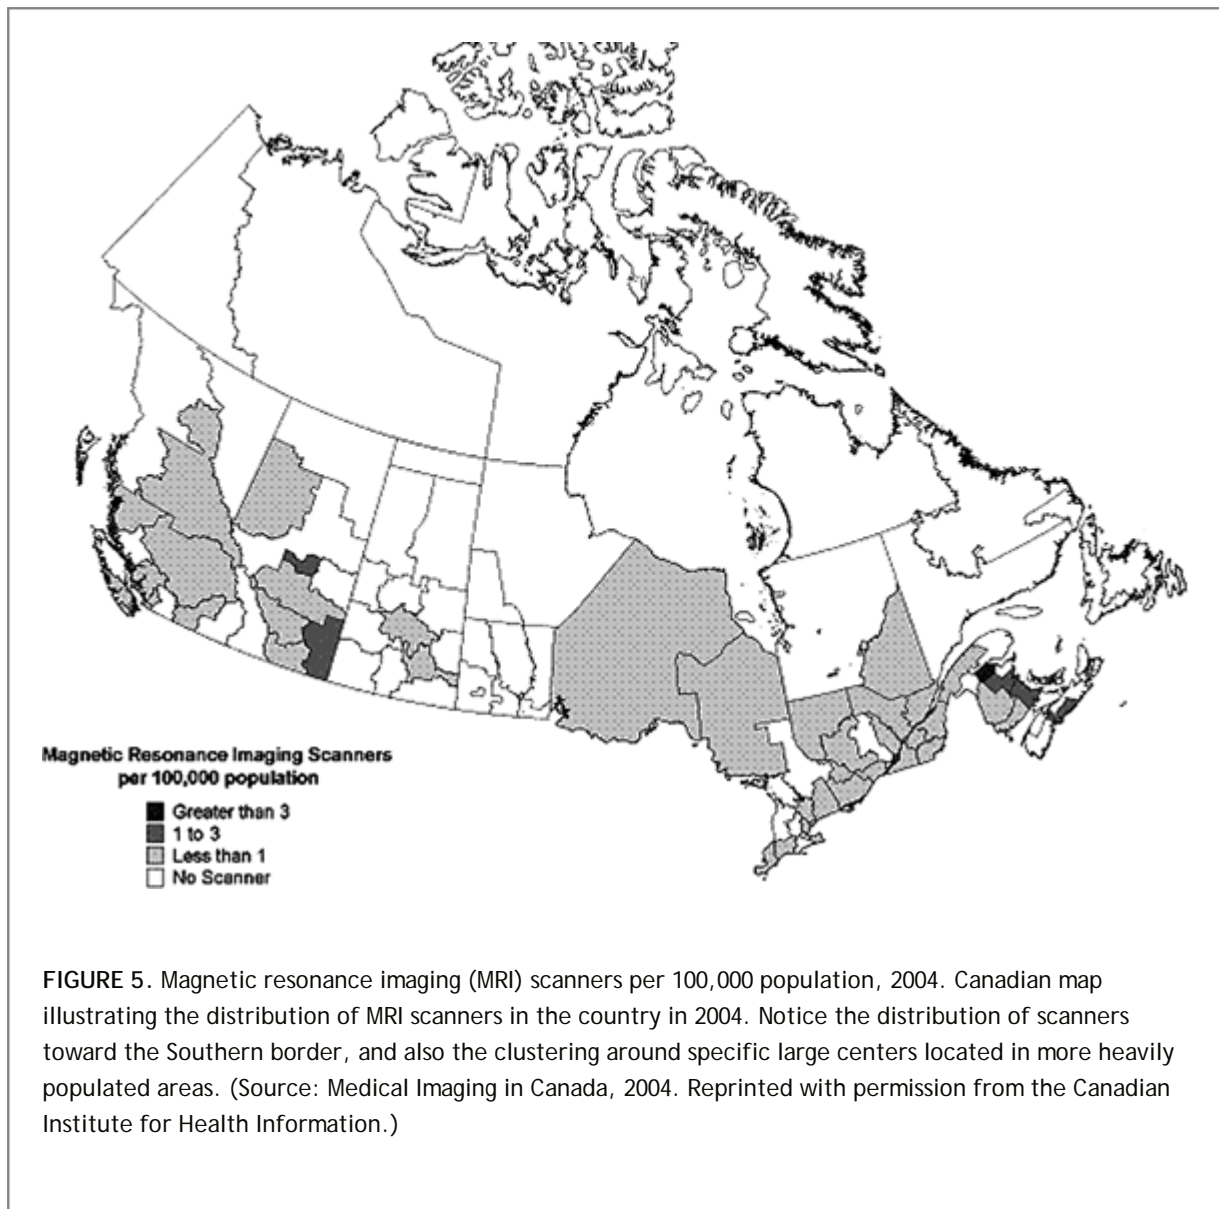 Magnetic Resonance Imaging Scanners
per 100,000 population
Greater than 3
1 to 3
Less than 1
No Scanner
FIGURE 5. Magnetic resonance imaging (MRI) scanners per 100,000 population, 2004. Canadian map
illustrating the distribution of MRI scanners in the country in 2004. Notice the distribution of scanners
toward the Southern border, and also the clustering around specific large centers located in more heavily
populated areas. (Source: Medical Imaging in Canada, 2004. Reprinted with permission from the Canadian
Institute for Health Information.)